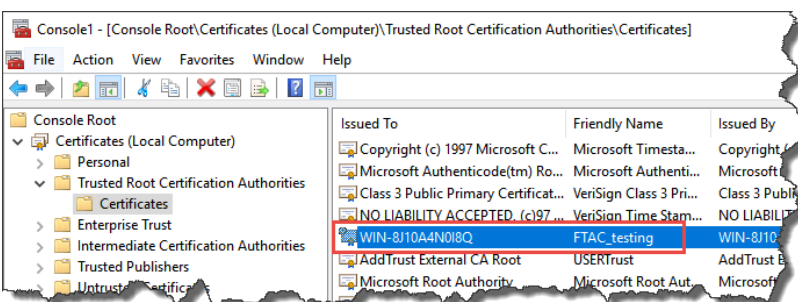 Console1 - [Console Root\Certificates (Local Computer)\Trusted Root Certification Authorities\Certificates]
File Action View Favorites Window Help
Console Root
Certificates (Local Computer)
Personal
Trusted Root Certification Authorities
Certificates
Enterprise Trust
Intermediate Certification Authorities
Trusted Publishers
Untrusted Certificates
Issued To Friendly Name Issued By
Copyright (c) 1997 Microsoft C... Microsoft Timesta... Copyright
Microsoft Authenticode(tm) Ro... Microsoft Authenti... Microsoft
Class 3 Public Primary Certificat... VeriSign Class 3 Pri... Class 3 Publi
NO LIABILITY ACCEPTED, (c)97 ... VeriSign Time Stam... NO LIABILIT
WIN-8J10A4N0I8Q FTAC_testing WIN-8J10
AddTrust External CA Root USERTrust AddTrust E
Microsoft Root Authority Microsoft Root Aut... Microsoft